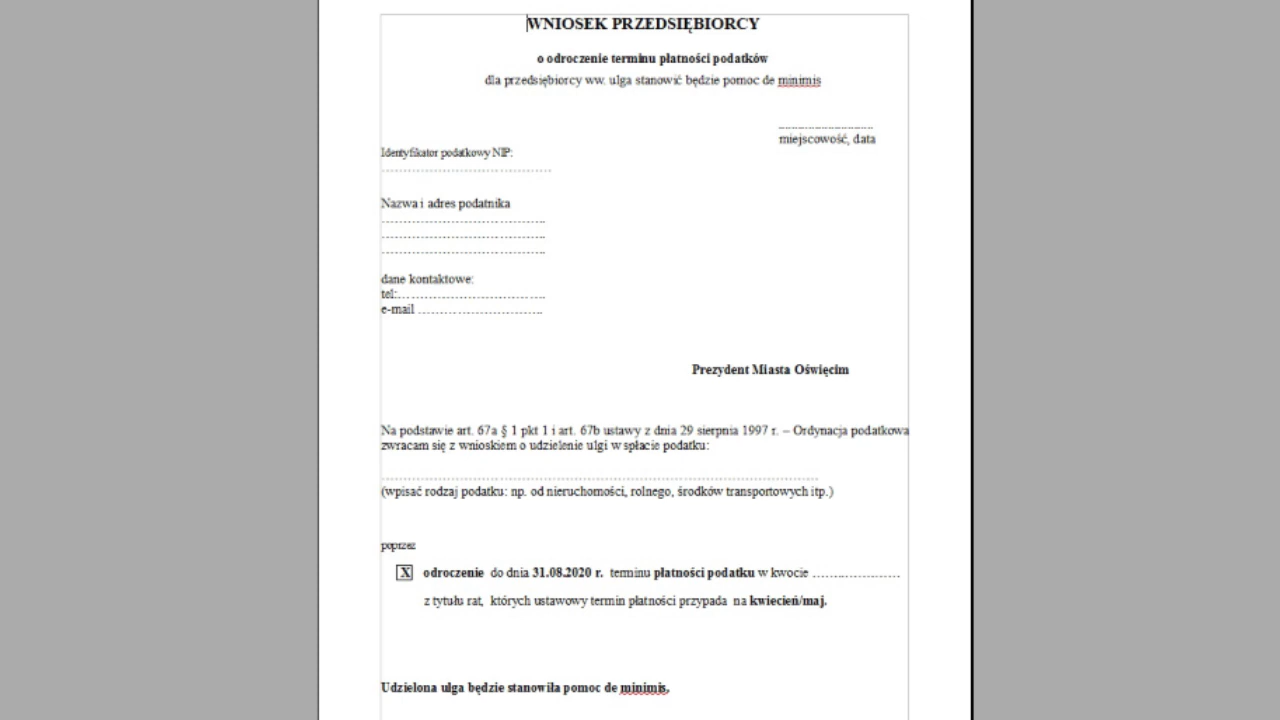 WNIOSEK PRZEDSIĘBIORCY
o odroczenie terminu płatności podatków
dla przedsiębiorcy ww. ulga stanowić będzie pomoc de minimis
................................
miejscowość, data
Identyfikator podatkowy NIP:
..........................................................
Nazwa i adres podatnika
........................................................
........................................................
........................................................
dane kontaktowe:
tel:..................................................
e-mail ..........................................
Prezydent Miasta Oświęcim
Na podstawie art. 67a § 1 pkt 1 i art. 67b ustawy z dnia 29 sierpnia 1997 r. – Ordynacja podatkowa
zwracam się z wnioskiem o udzielenie ulgi w spłacie podatku:
......................................................................................................................................................
(wpisać rodzaj podatku: np. od nieruchomości, rolnego, środków transportowych itp.)
poprzez
X odroczenie do dnia 31.08.2020 r. terminu płatności podatku w kwocie ..............................
z tytułu rat, których ustawowy termin płatności przypada na kwiecień/maj.
Udzielona ulga będzie stanowiła pomoc de minimis.